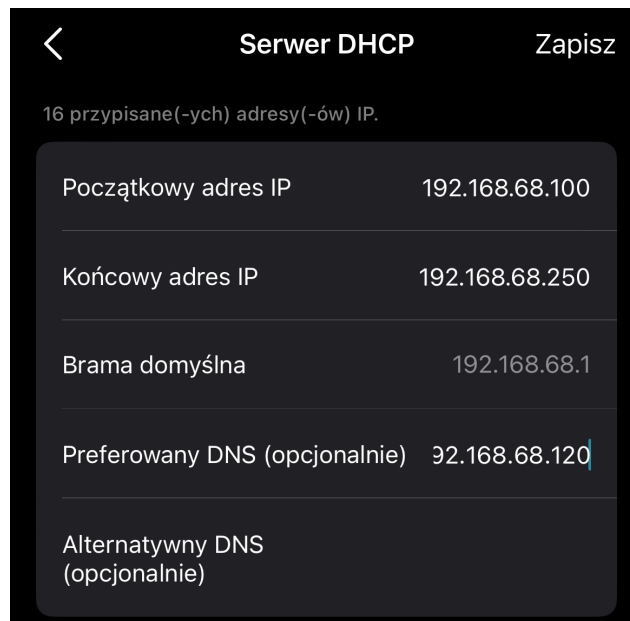 Serwer DHCP Zapisz
16 przypisane(-ych) adresy(-ów) IP.
Początkowy adres IP 192.168.68.100
Końcowy adres IP 192.168.68.250
Brama domyślna 192.168.68.1
Preferowany DNS (opcjonalnie) 92.168.68.120
Alternatywny DNS
(opcjonalnie)